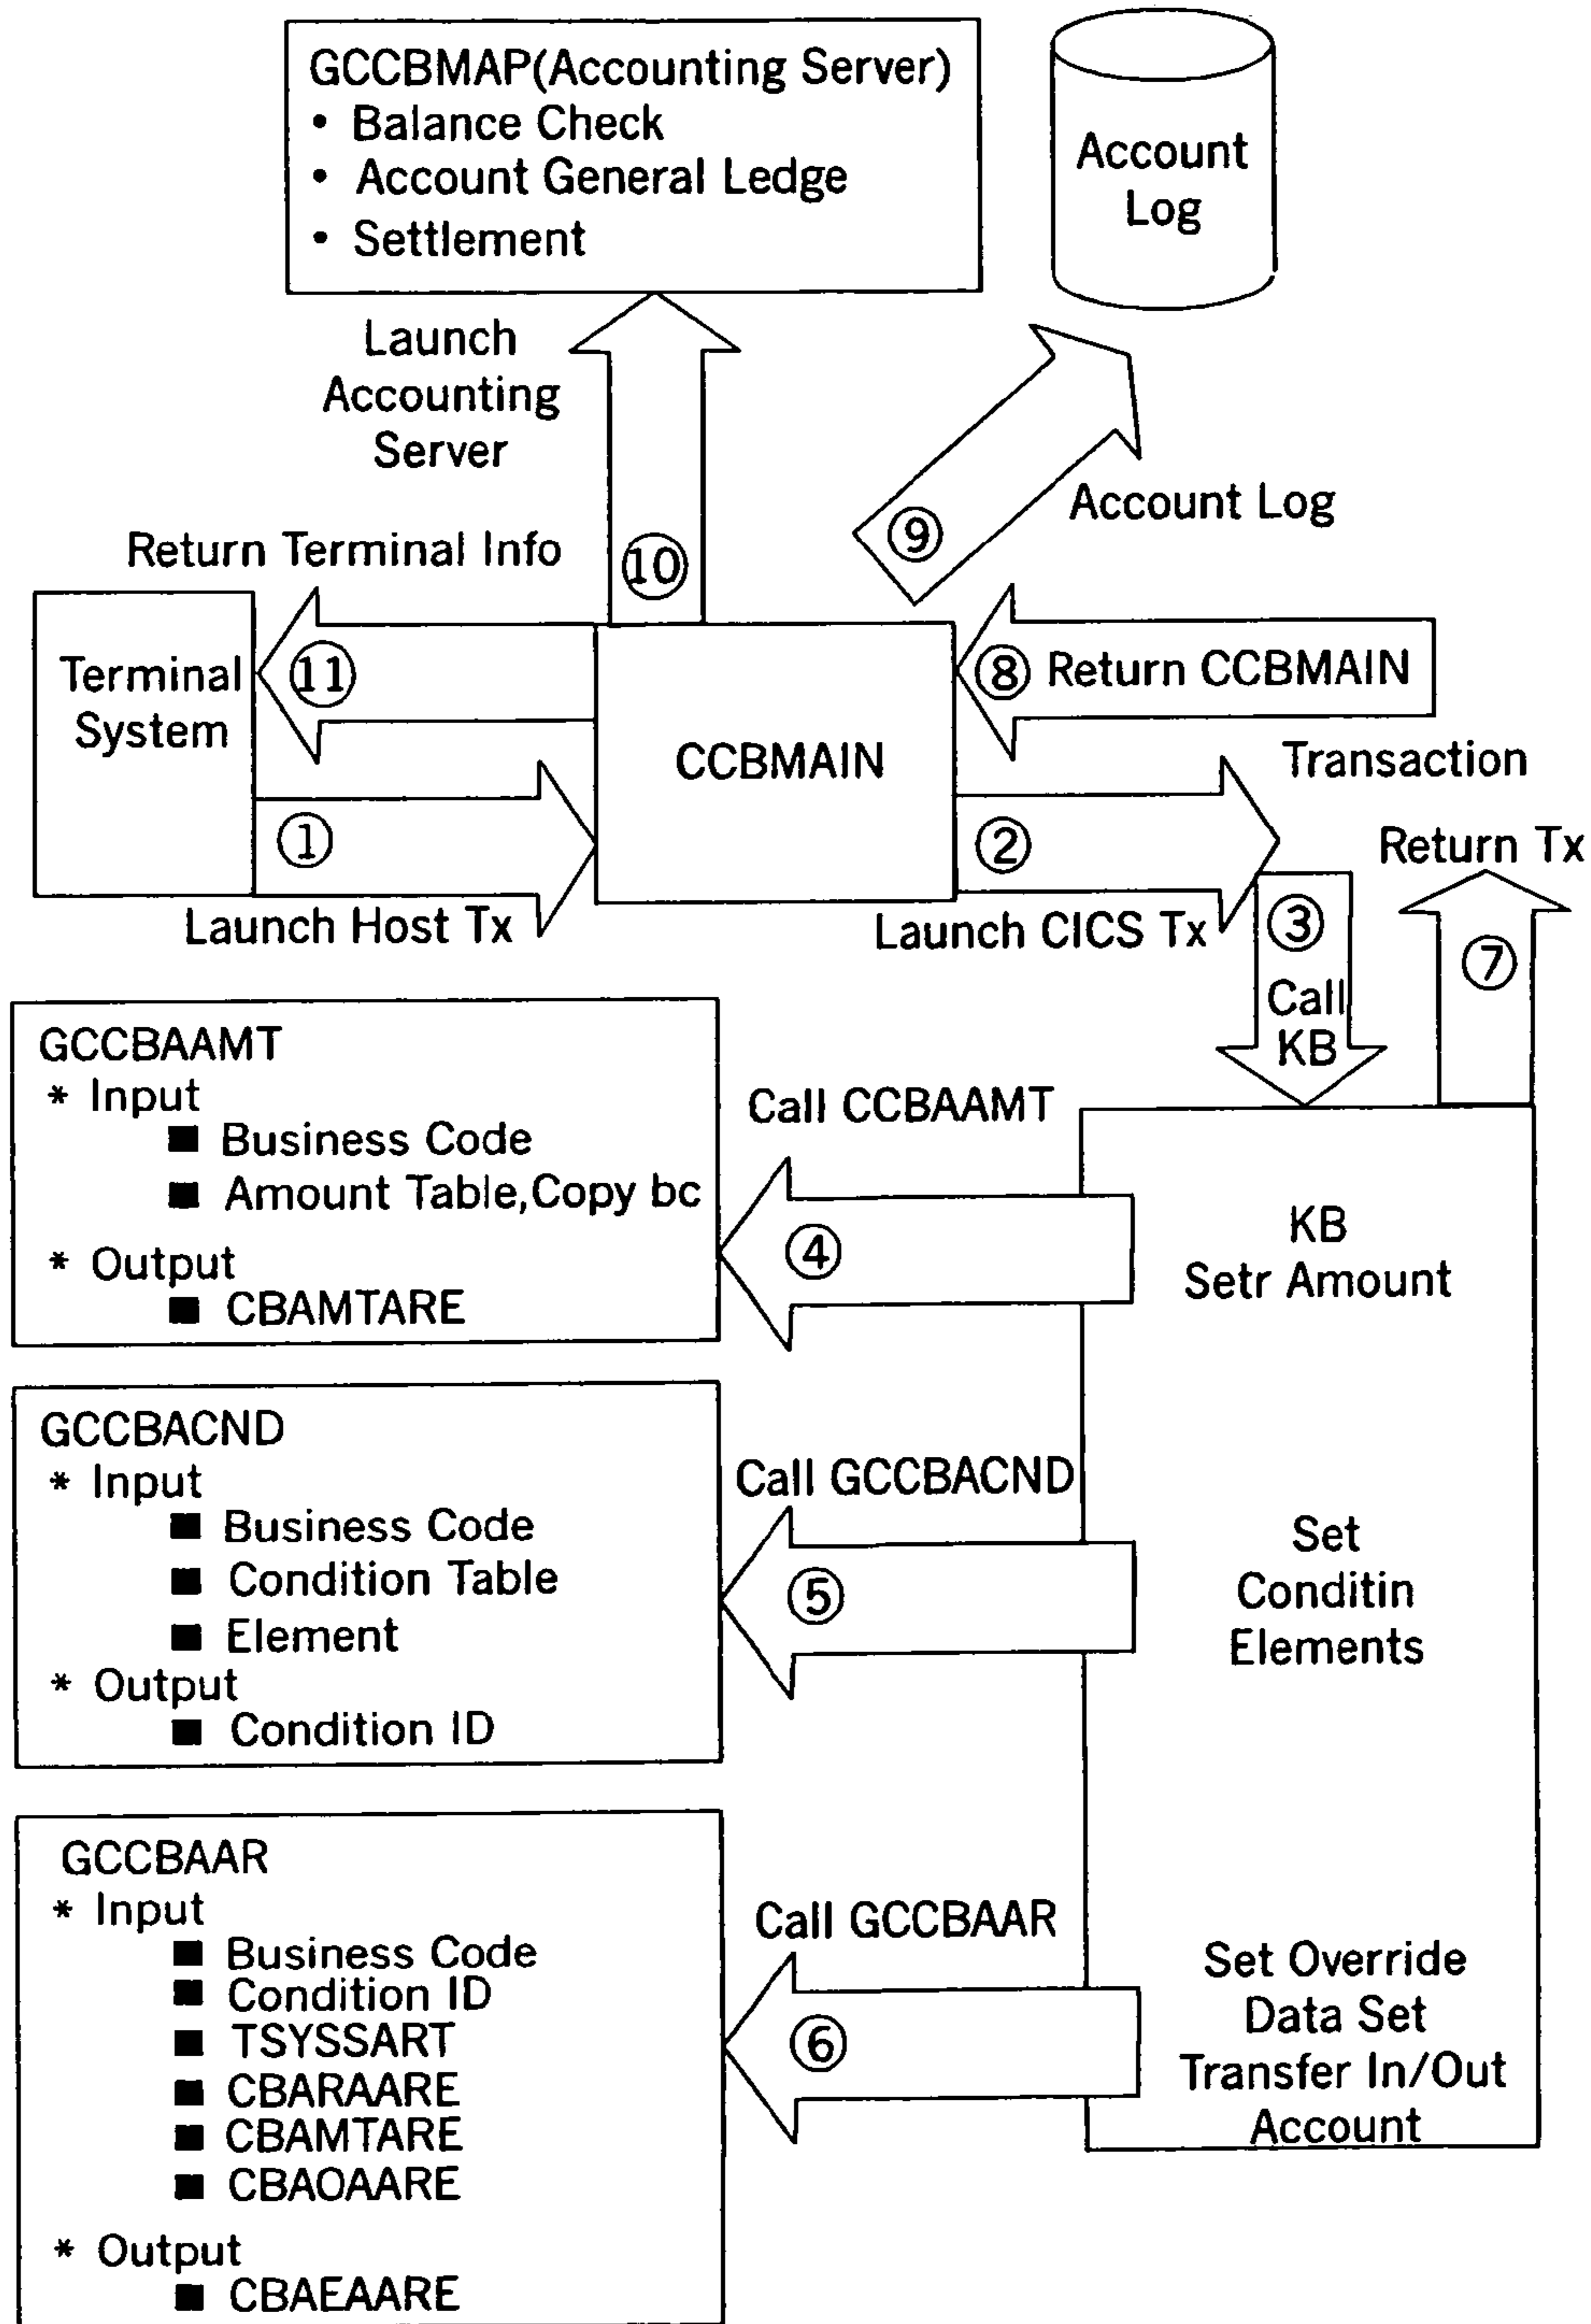 GCCBMAP(Accounting Server)
• Balance Check
• Account General Ledge
• Settlement
Account
Log
Launch
Accounting
Server
Account Log
⑨
Return Terminal Info
⑩
Terminal
System
⑪
CCBMAIN
⑧ Return CCBMAIN
Transaction
①
②
Return Tx
Launch Host Tx
Launch CICS Tx
③
Call
KB
⑦
GCCBAAMT
* Input
■ Business Code
■ Amount Table,Copy bc
* Output
■ CBAMTARE
Call CCBAAMT
④
KB
Setr Amount
GCCBACND
* Input
■ Business Code
■ Condition Table
■ Element
* Output
■ Condition ID
Call GCCBACND
⑤
Set
Conditin
Elements
GCCBAAR
* Input
■ Business Code
■ Condition ID
■ TSYSSART
■ CBARAARE
■ CBAMTARE
■ CBAOAARE
* Output
■ CBAEAARE
Call GCCBAAR
⑥
Set Override
Data Set
Transfer In/Out
Account